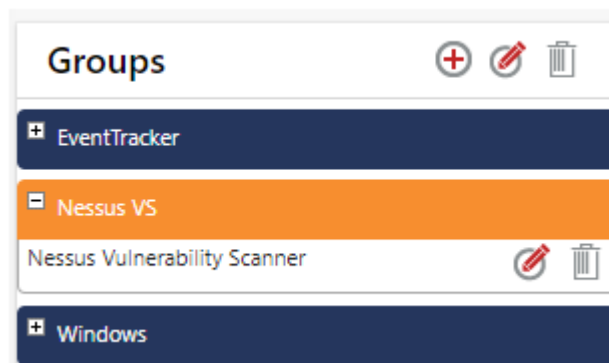 Groups
EventTracker
Nessus VS
Nessus Vulnerability Scanner
Windows